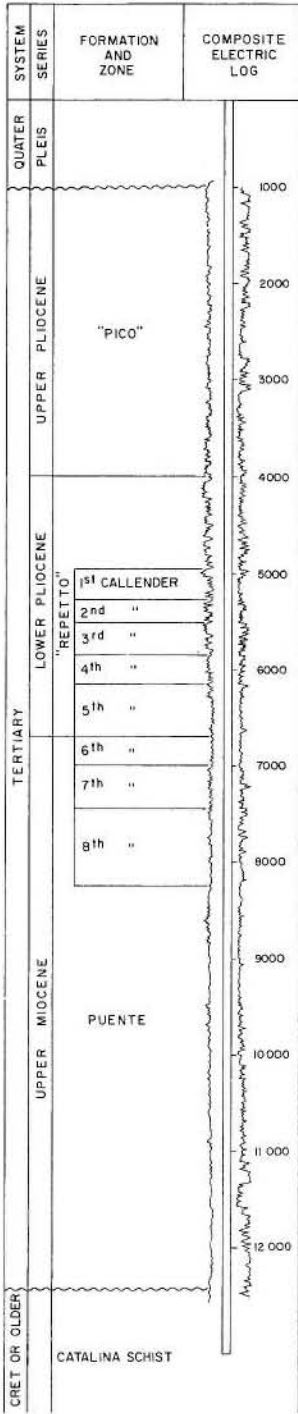 SYSTEM
SERIES
FORMATION
AND
ZONE
COMPOSITE
ELECTRIC
LOG
QUATER
PLEIS
1000
2000
UPPER PLIOCENE
"PICO"
3000
4000
LOWER PLIOCENE
"REPETTO"
1st CALLENDER
5000
2nd "
3rd "
4th "
6000
5th "
TERTIARY
6th "
7000
7th "
8th "
8000
9000
UPPER MIOCENE
PUENTE
10 000
11 000
12 000
CRET OR OLDER
CATALINA SCHIST